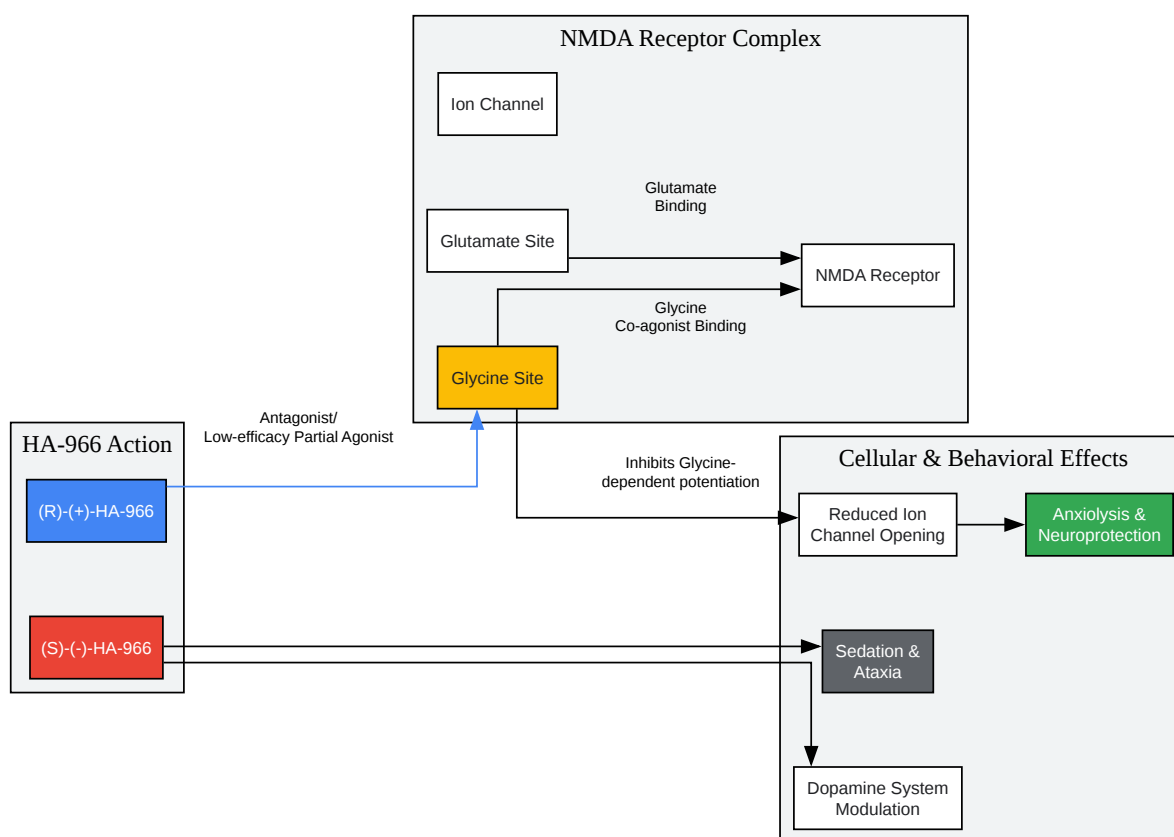 NMDA Receptor Complex
Ion Channel
Glutamate
Binding
Glutamate Site
NMDA Receptor
Glycine
Co-agonist Binding
Glycine Site
Antagonist/
Low-efficacy Partial Agonist
HA-966 Action
(R)-(+)-HA-966
(S)-(-)-HA-966
Inhibits Glycine-
dependent potentiation
Cellular & Behavioral Effects
Reduced Ion
Channel Opening
Anxiolysis &
Neuroprotection
Sedation &
Ataxia
Dopamine System
Modulation